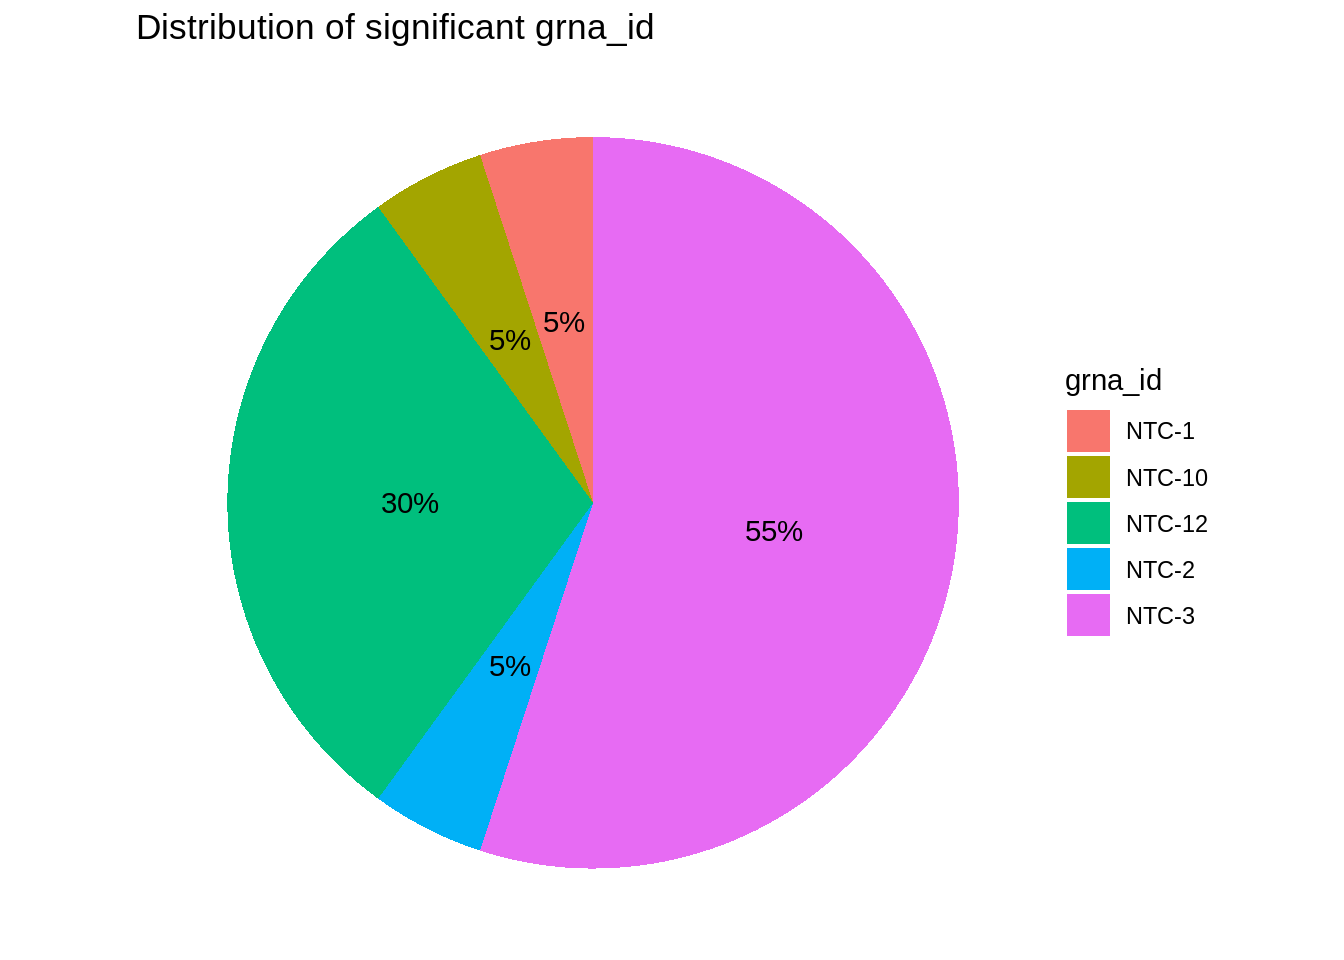 Distribution of significant grna_id
5%
5%
30%
55%
5%
grna_id
NTC-1
NTC-10
NTC-12
NTC-2
NTC-3